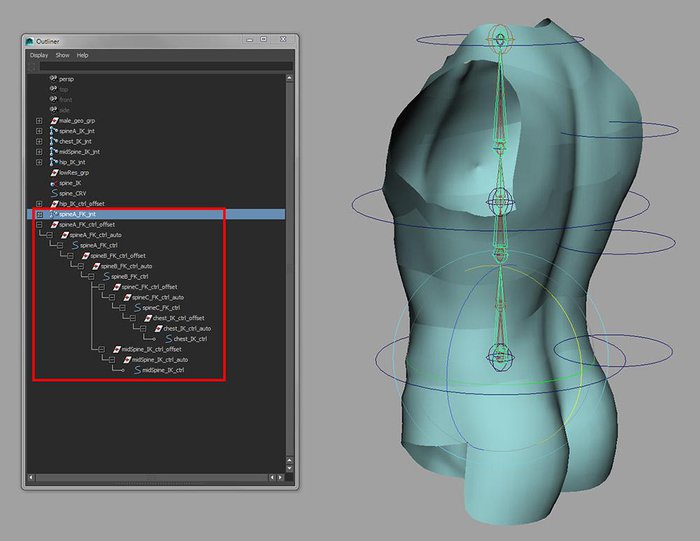 Outliner
Display Show Help
persp
top
front
side
male_geo_grp
spineA_IK_jnt
chest_IK_jnt
midSpine_IK_jnt
hip_IK_jnt
lowRes_grp
spine_IK
spine_CRV
hip_IK_ctrl_offset
spineA_FK_jnt
spineA_FK_ctrl_offset
spineA_FK_ctrl_auto
spineA_FK_ctrl
spineB_FK_ctrl_offset
spineB_FK_ctrl_auto
spineB_FK_ctrl
spineC_FK_ctrl_offset
spineC_FK_ctrl_auto
spineC_FK_ctrl
chest_IK_ctrl_offset
chest_IK_ctrl_auto
chest_IK_ctrl
midSpine_IK_ctrl_offset
midSpine_IK_ctrl_auto
midSpine_IK_ctrl